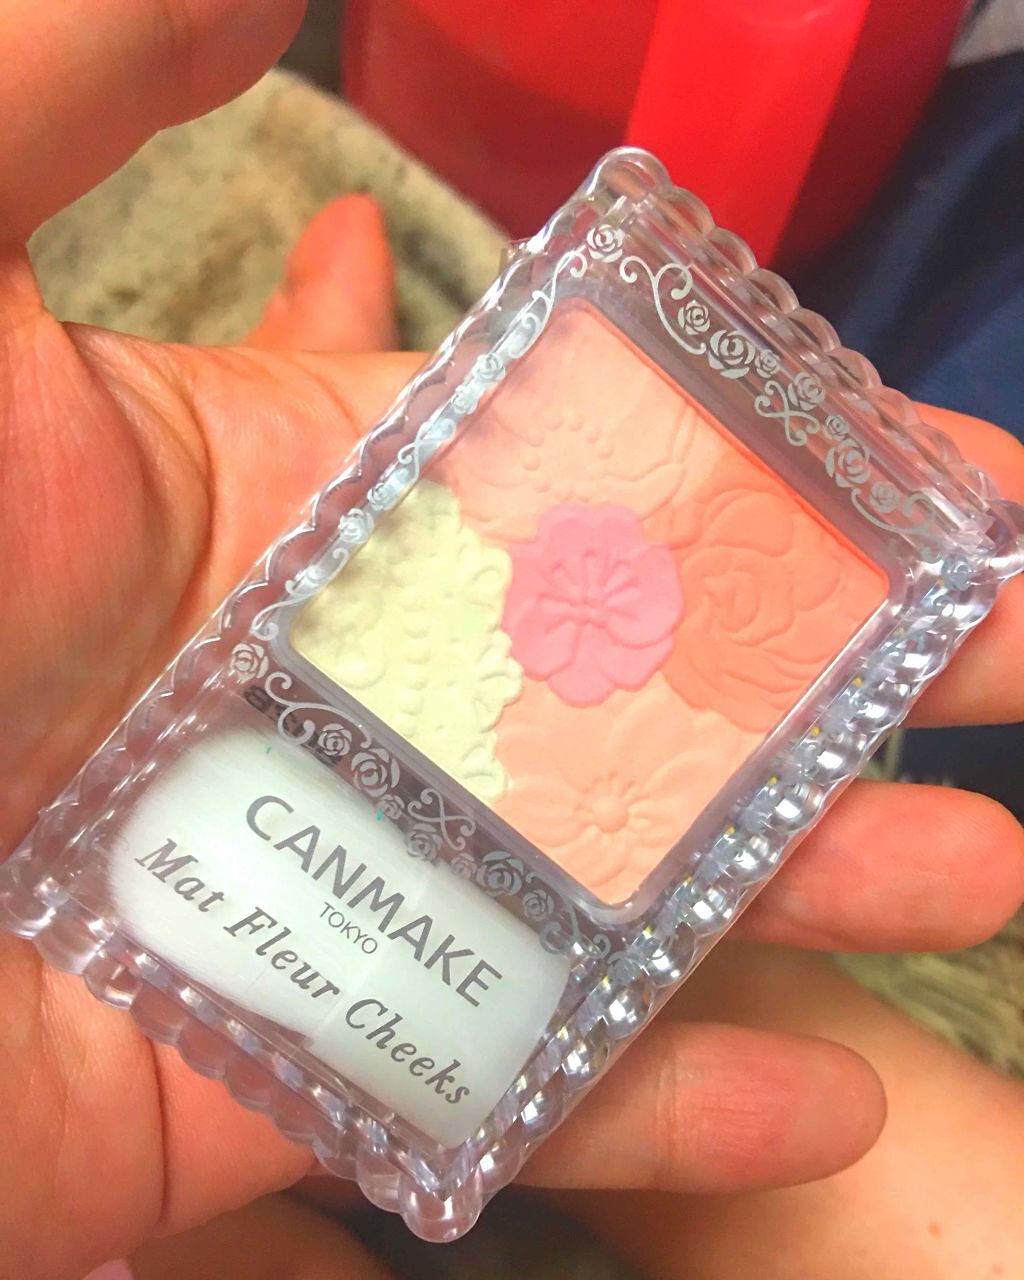 CANMAKE
TOKYO
Mat Fleur Cheeks